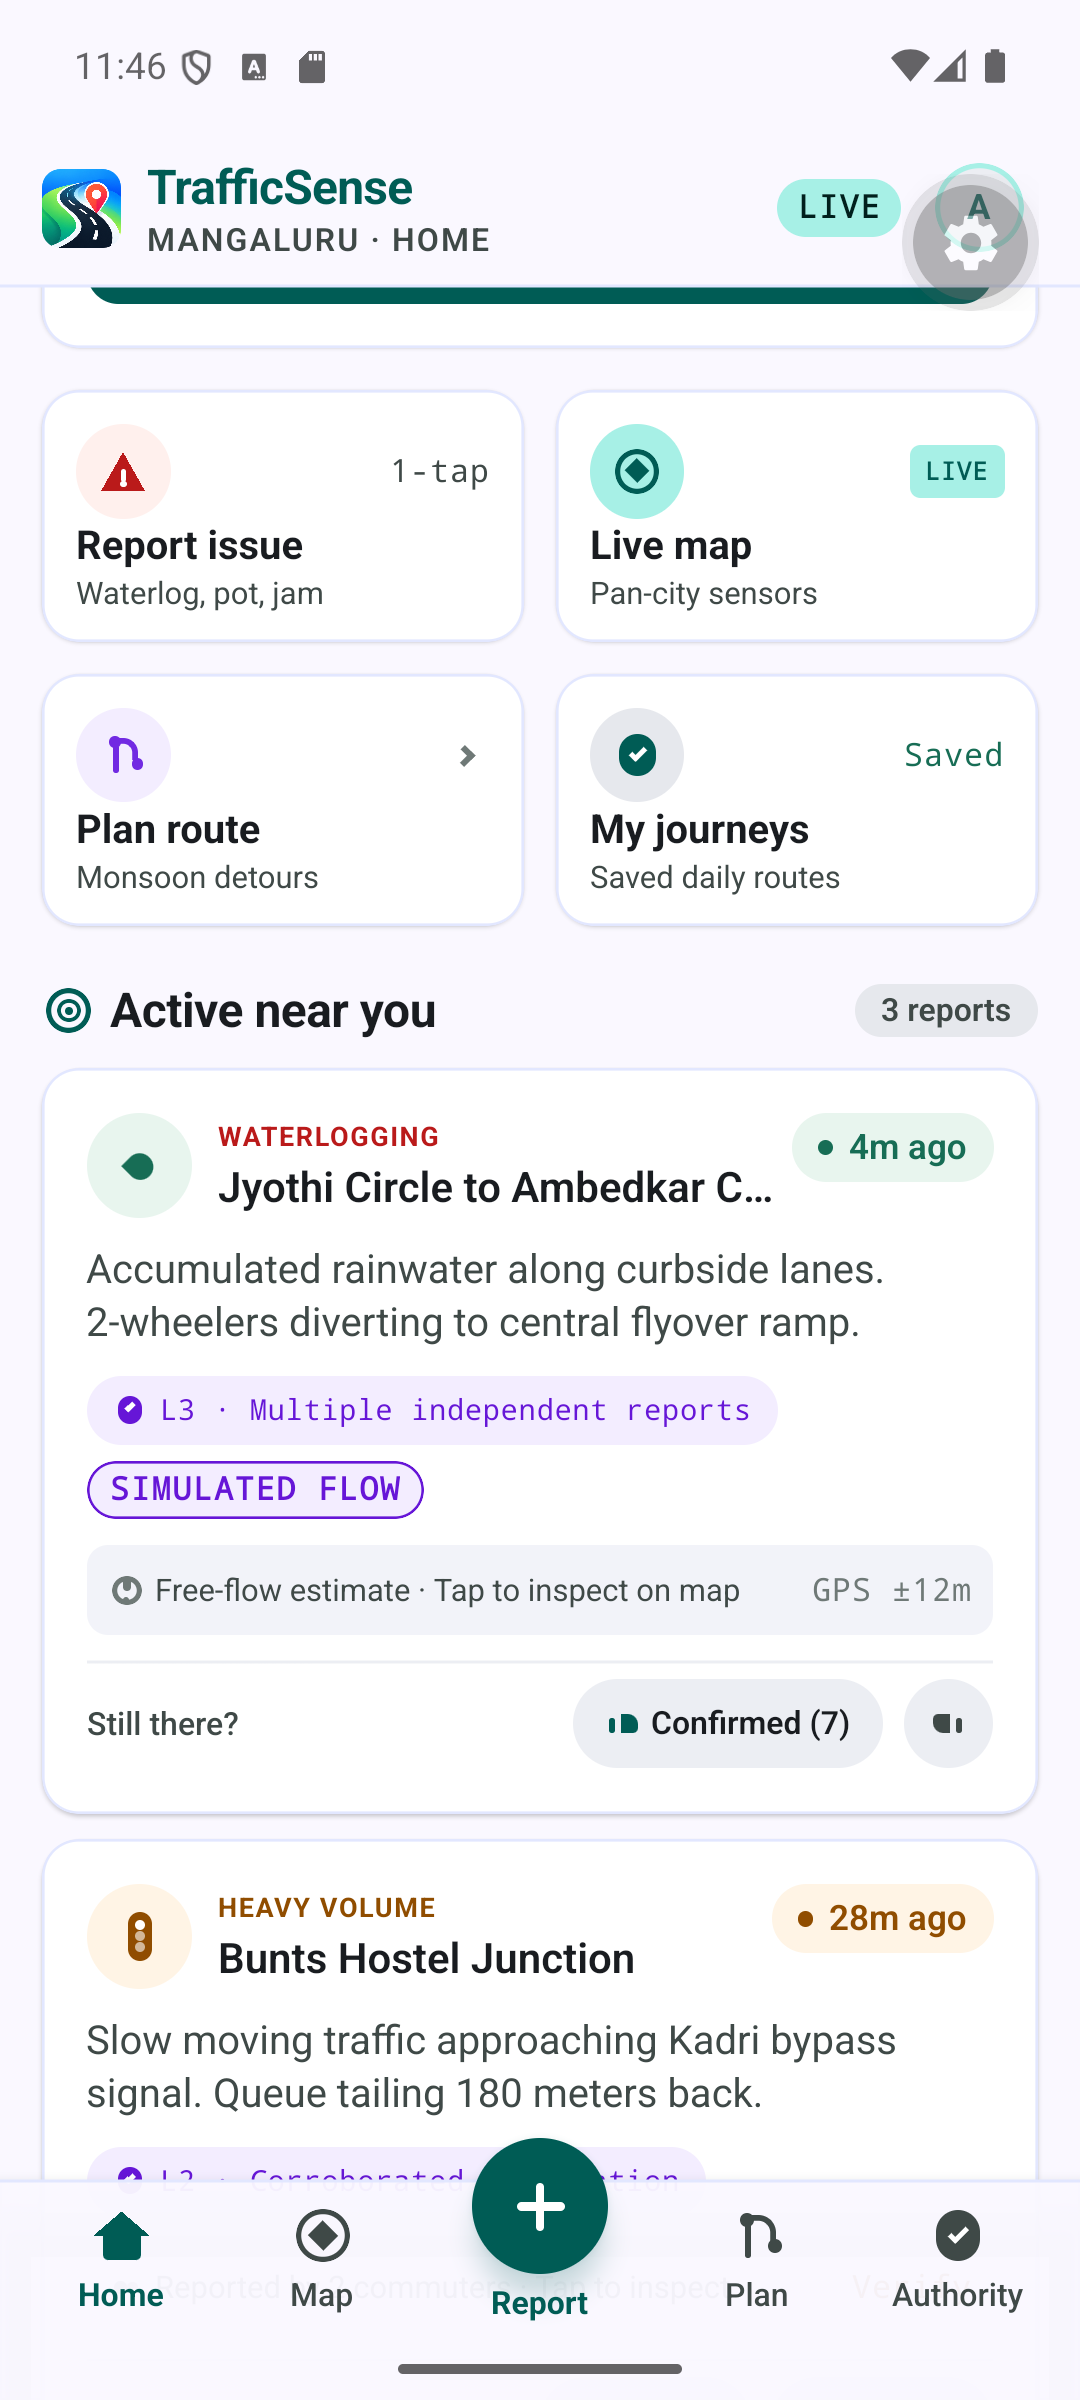 11:46
TrafficSense
MANGALURU · HOME
LIVE
A
1-tap
Report issue
Waterlog, pot, jam
LIVE
Live map
Pan-city sensors
Plan route
Monsoon detours
Saved
My journeys
Saved daily routes
Active near you
3 reports
WATERLOGGING
Jyothi Circle to Ambedkar C...
4m ago
Accumulated rainwater along curbside lanes.
2-wheelers diverting to central flyover ramp.
L3 · Multiple independent reports
SIMULATED FLOW
Free-flow estimate · Tap to inspect on map
GPS ±12m
Still there?
Confirmed (7)
HEAVY VOLUME
Bunts Hostel Junction
28m ago
Slow moving traffic approaching Kadri bypass
signal. Queue tailing 180 meters back.
L2 · Corroborated
Home
Map
Report
Plan
Authority